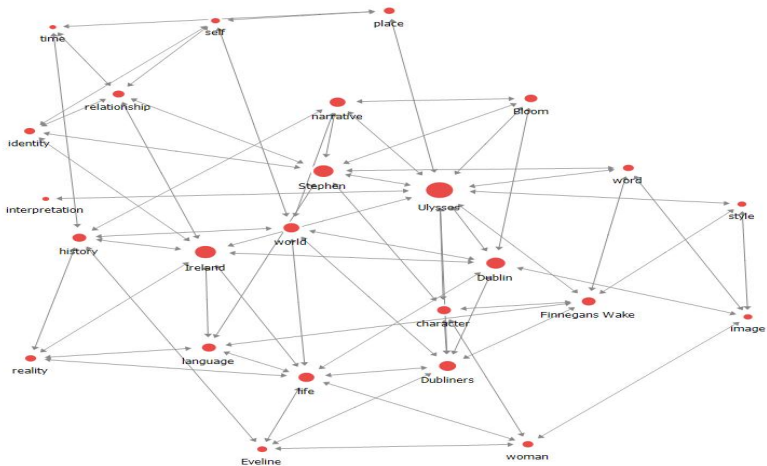 place
time
self
relationship
narrative
Bloom
identity
Stephen
word
interpretation
Ulysses
style
history
world
Ireland
Dublin
Finnegans Wake
character
image
language
reality
Dubliners
life
woman
Eveline